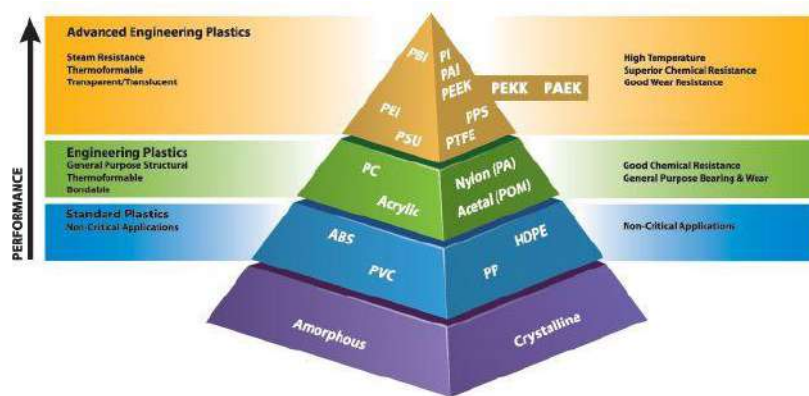 Advanced Engineering Plastics
Steam Resistance
Thermoformable
Transparent/Translucent
High Temperature
Superior Chemical Resistance
Good Wear Resistance
PBI
PI
PAI
PEEK
PEKK PAEK
PEI
PPS
PSU
PTFE
Engineering Plastics
General Purpose Structural
Thermoformable
Bondable
Good Chemical Resistance
General Purpose Bearing & Wear
PC
Nylon (PA)
Acrylic
Acetal (POM)
Standard Plastics
Non-Critical Applications
Non-Critical Applications
ABS
HDPE
PVC
PP
Amorphous
Crystalline
PERFORMANCE